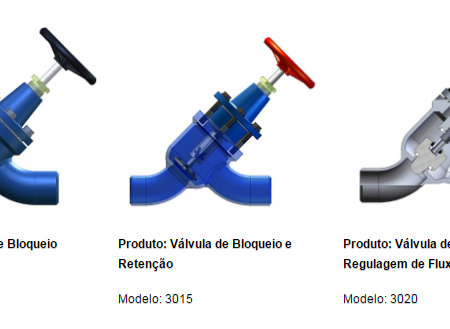 e Bloqueio
Produto: Válvula de Bloqueio e
Retenção
Modelo: 3015
Produto: Válvula de
Regulagem de Flux
Modelo: 3020